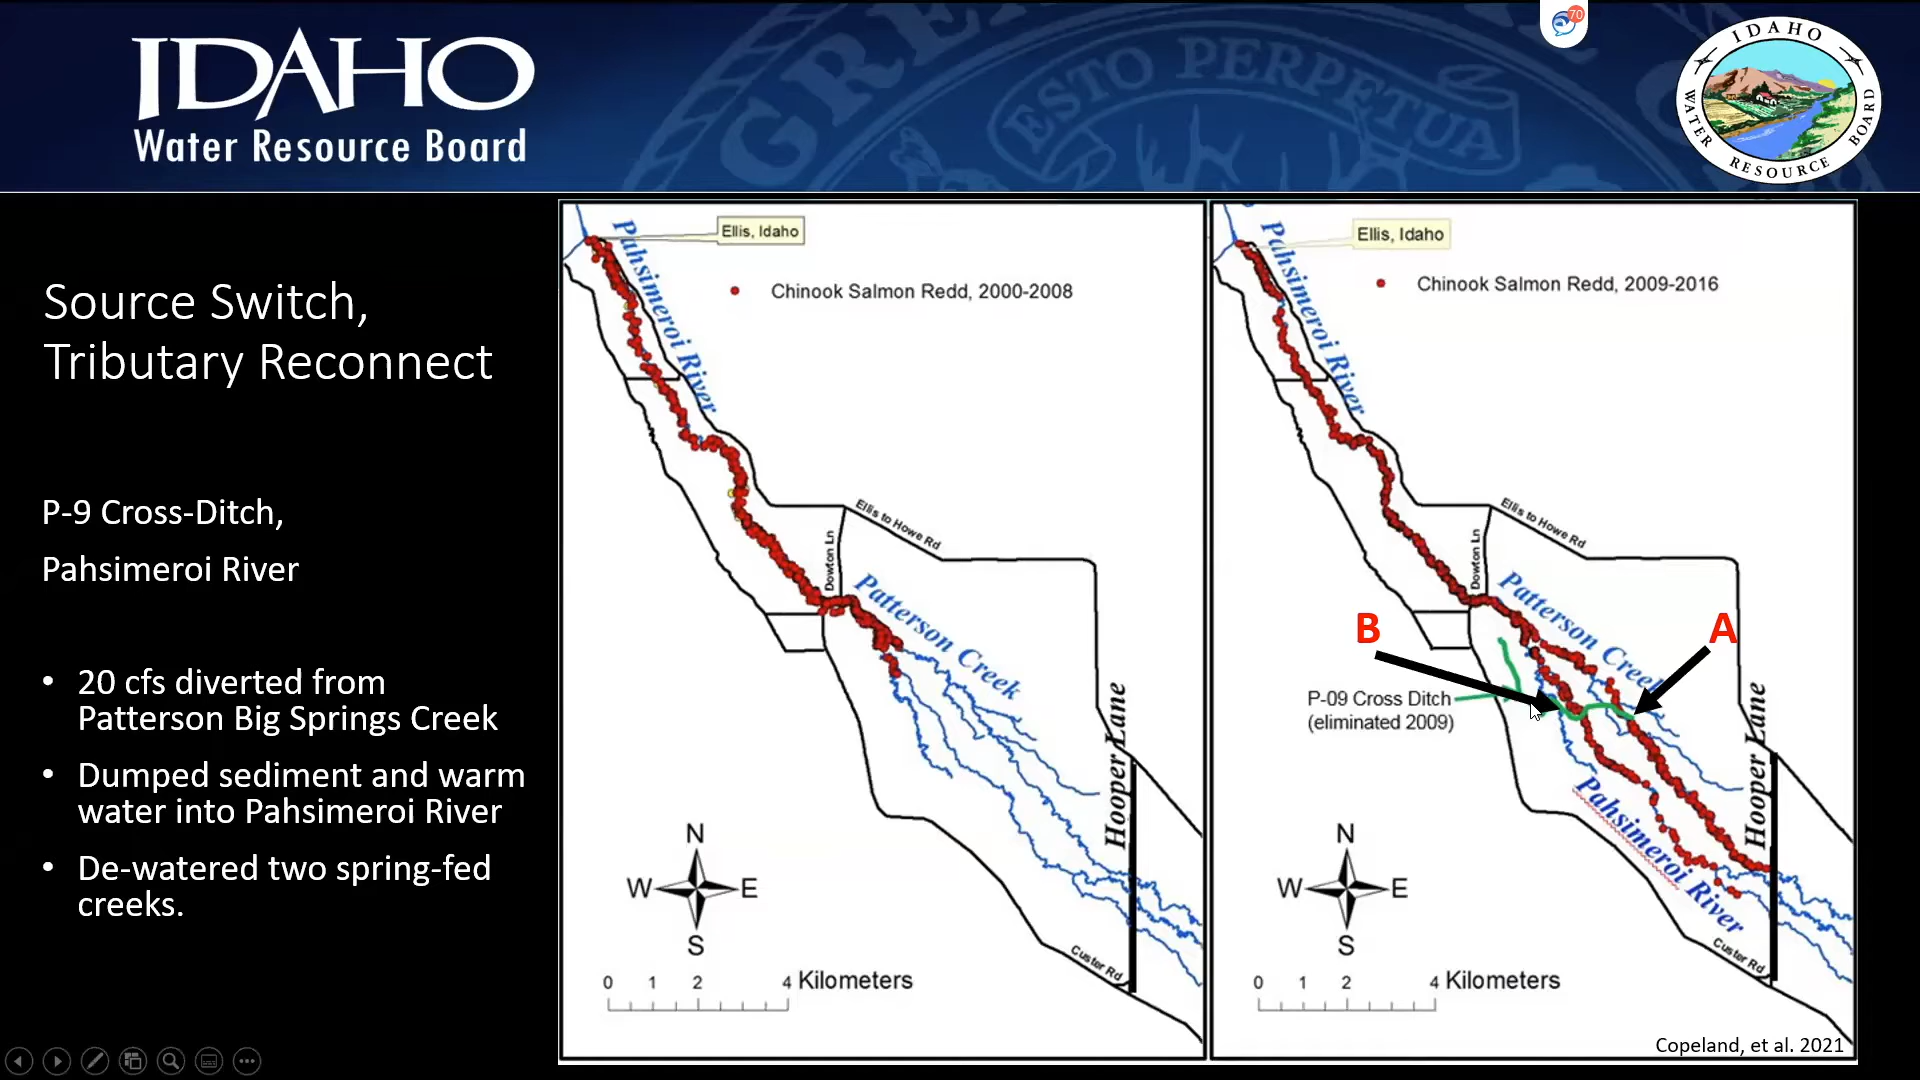 IDAHO
Water Resource Board
GREAT
ESTO PERPETUA
70
IDAHO
WATER RESOURCE BOARD
Source Switch,
Tributary Reconnect
P-9 Cross-Ditch,
Pahsimeroi River
• 20 cfs diverted from
Patterson Big Springs Creek
• Dumped sediment and warm
water into Pahsimeroi River
• De-watered two spring-fed
creeks.
Ellis, Idaho
Pahsimeroi River
Chinook Salmon Redd, 2000-2008
Ellis to Howe Rd
Dowton Ln
Patterson Creek
Hooper Lane
N
W E
S
Custer Rd
0 1 2 4 Kilometers
Ellis, Idaho
Pahsimeroi River
Chinook Salmon Redd, 2009-2016
Ellis to Howe Rd
Dowton Ln
Patterson Creek
B
A
P-09 Cross Ditch
(eliminated 2009)
Hooper Lane
Pahsimeroi River
N
W E
S
Custer Rd
0 1 2 4 Kilometers
Copeland, et al. 2021